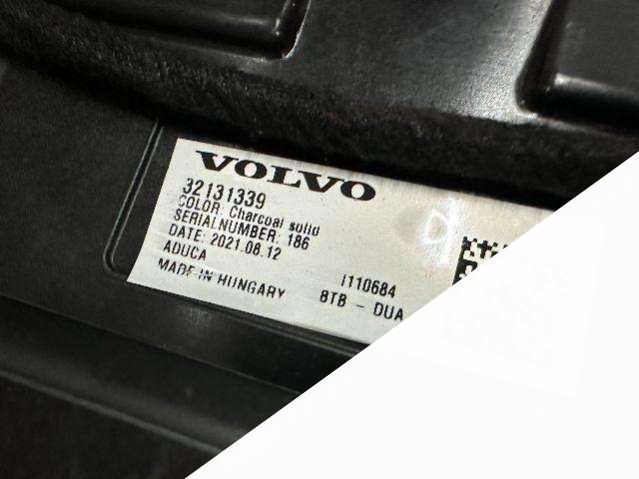 VOLVO
32131339
COLOR: Charcoal solid
SERIALNUMBER: 186
DATE: 2021.08.12
ADUCA
MADE IN HUNGARY
I110684
8TB - DUA